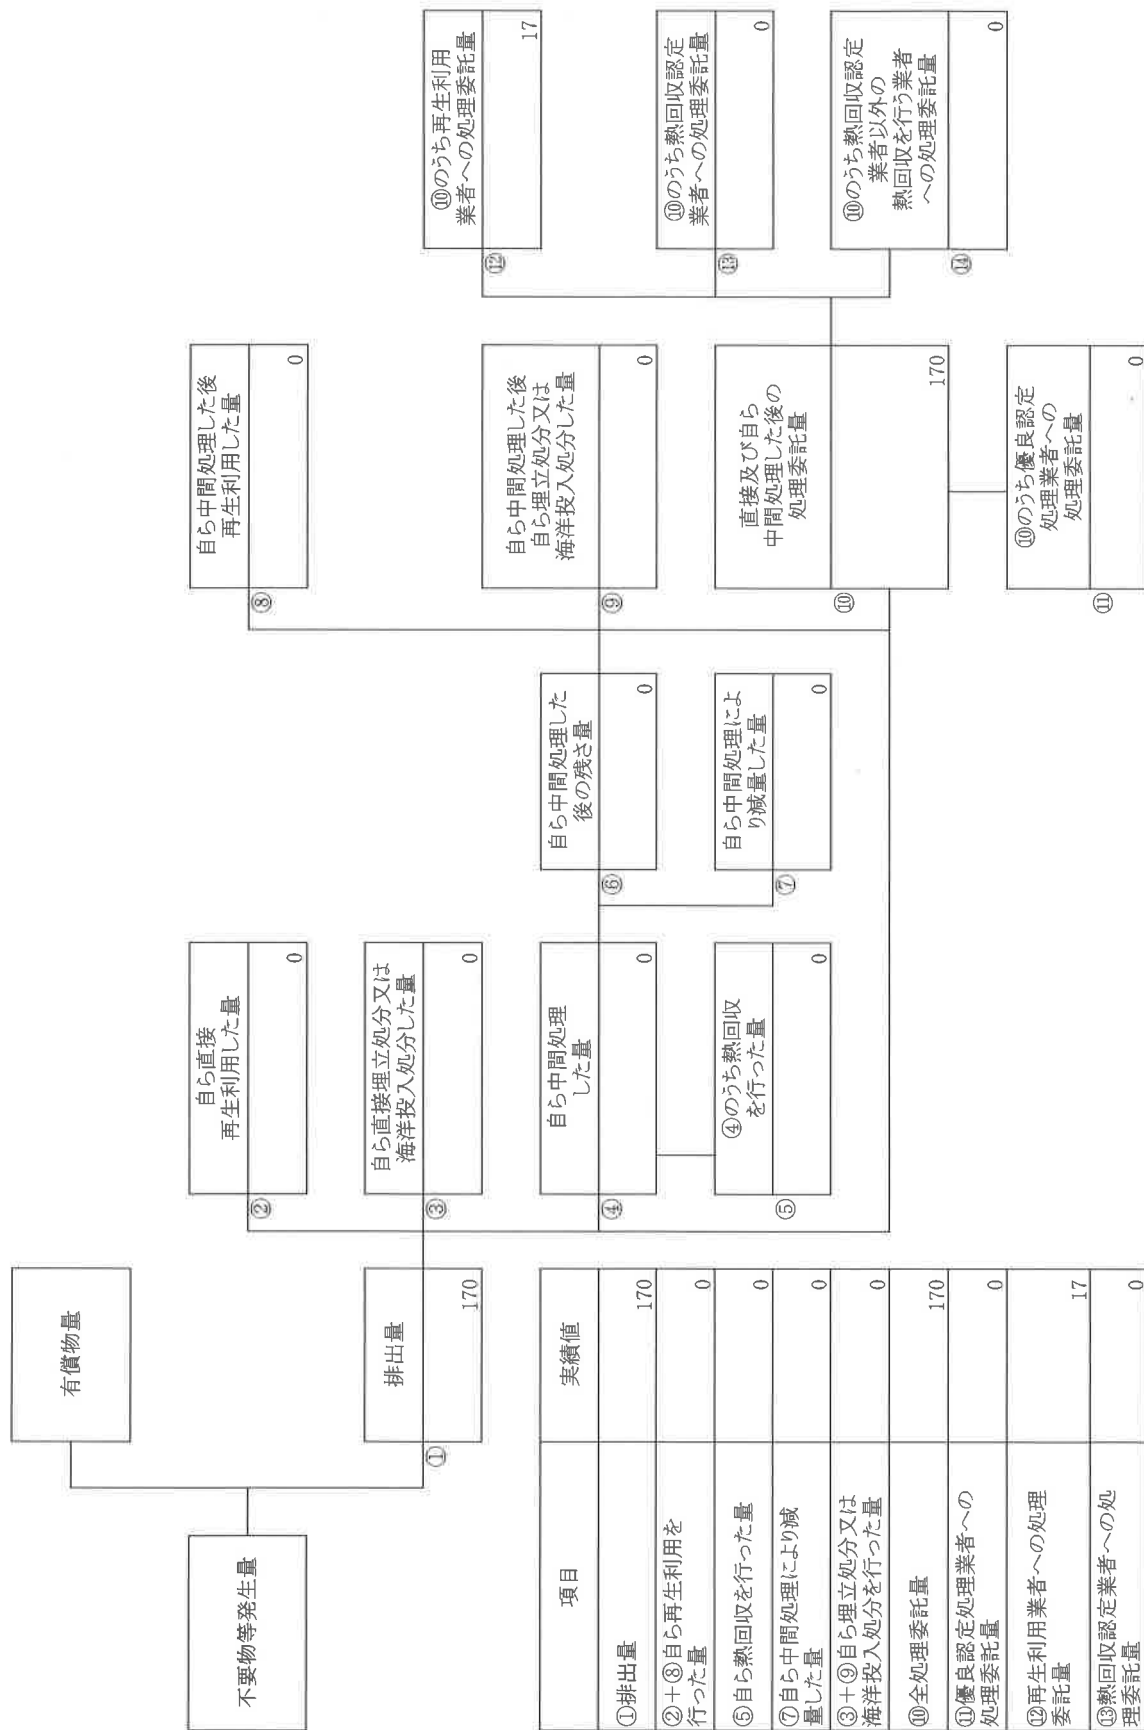 有償物量
不要物等発生量
①
排出量
170
②
自ら直接
再生利用した量
0
③
自ら直接埋立処分又は
海洋投入処分した量
0
④
自ら中間処理
した量
0
⑤
④のうち熱回収
を行った量
0
⑥
自ら中間処理した
後の残さ量
0
⑦
自ら中間処理によ
り減量した量
0
⑧
自ら中間処理した後
再生利用した量
0
⑨
自ら中間処理した後
自ら埋立処分又は
海洋投入処分した量
0
⑩
直接及び自ら
中間処理した後の
処理委託量
170
⑪
⑩のうち優良認定
処理業者への
処理委託量
0
⑫
⑩のうち再生利用
業者への処理委託量
17
⑬
⑩のうち熱回収認定
業者への処理委託量
0
⑭
⑩のうち熱回収認定
業者以外の
熱回収を行う業者
への処理委託量
0
項目 実績値
①排出量 170
②+⑧自ら再生利用を
行った量 0
⑤自ら熱回収を行った量 0
⑦自ら中間処理により減
量した量 0
③+⑨自ら埋立処分又は
海洋投入処分を行った量 0
⑩全処理委託量 170
⑪優良認定処理業者への
処理委託量 0
⑫再生利用業者への処理
委託量 17
⑬熱回収認定業者への処
理委託量 0